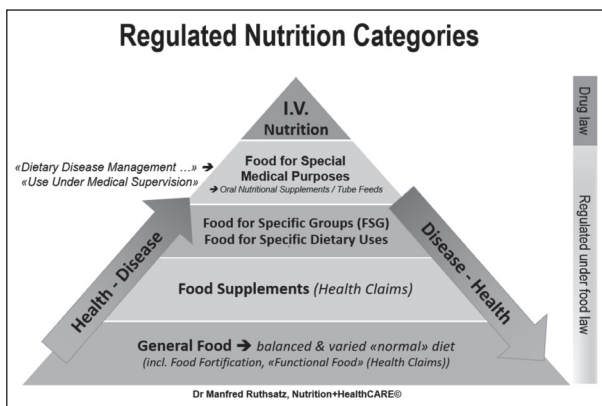 Regulated Nutrition Categories
I.V.
Nutrition
Drug law
«Dietary Disease Management …» ➔
«Use Under Medical Supervision»
Food for Special
Medical Purposes
➔ Oral Nutritional Supplements / Tube Feeds
Food for Specific Groups (FSG)
Food for Specific Dietary Uses
Health - Disease
Disease - Health
Regulated under food law
Food Supplements (Health Claims)
General Food ➔ balanced & varied «normal» diet
(incl. Food Fortification, «Functional Food» (Health Claims))
Dr Manfred Ruthsatz, Nutrition+HealthCARE©